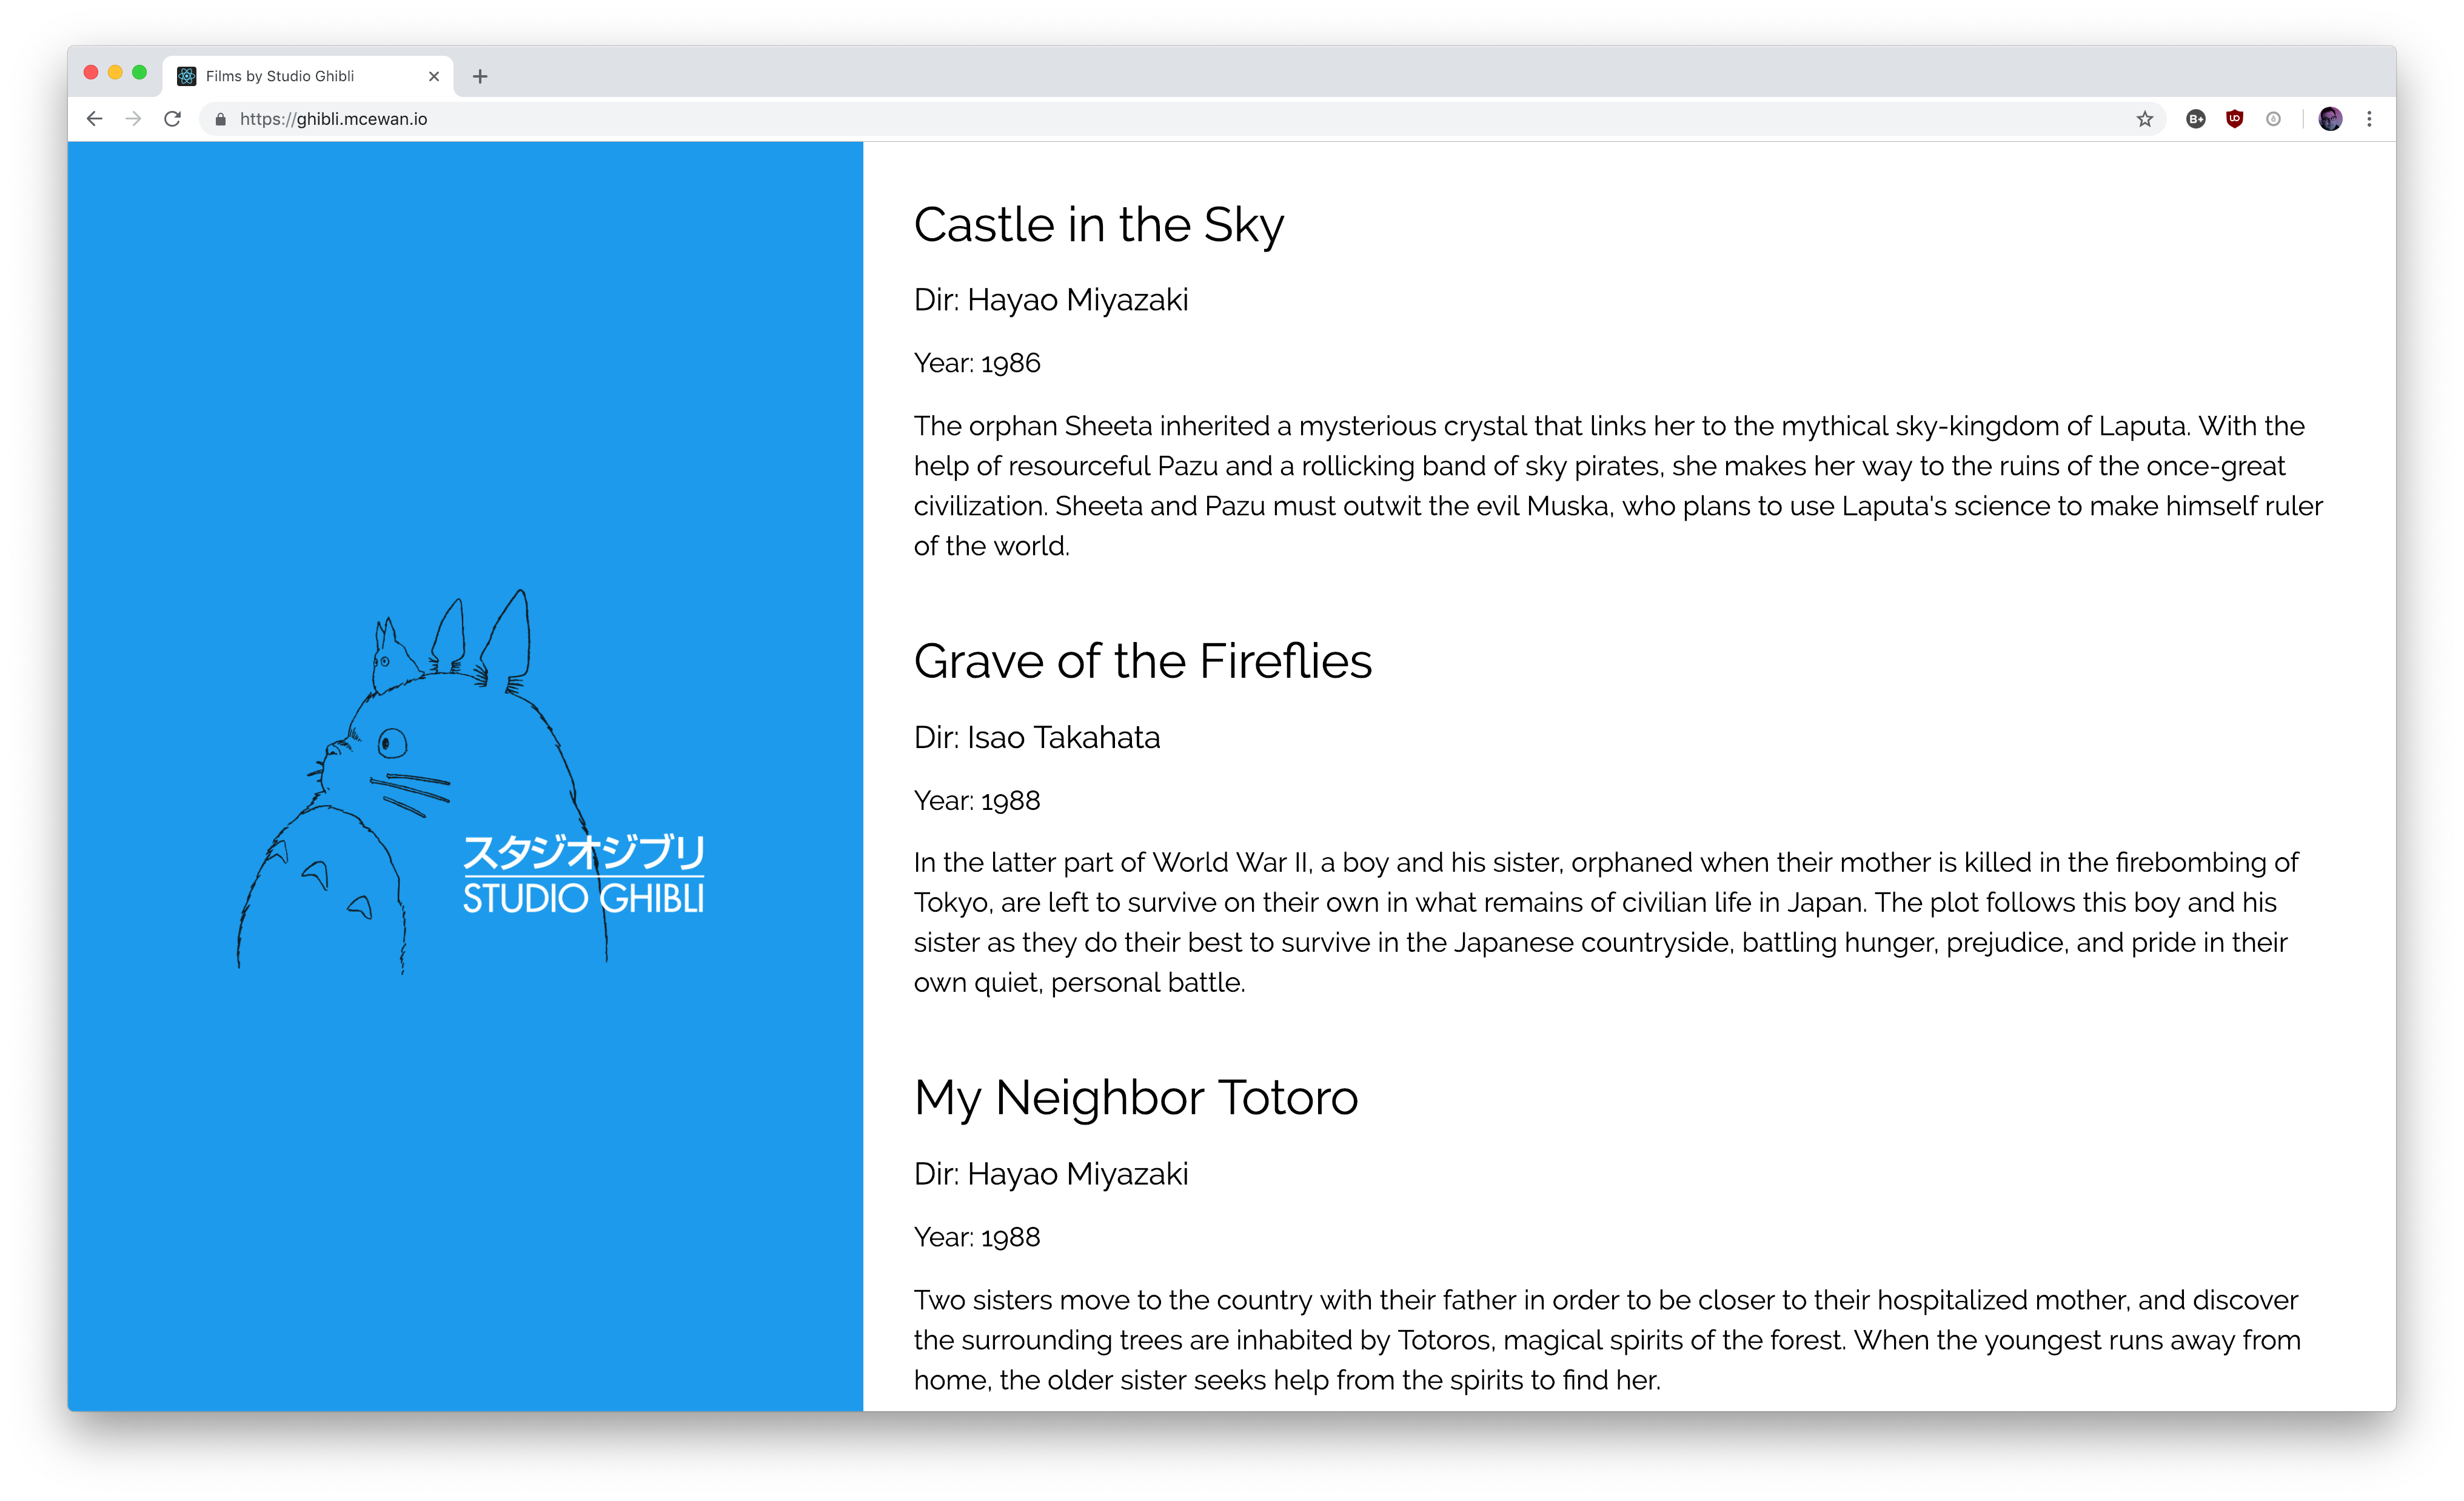 Films by Studio Ghibli
https://ghibli.mcewan.io
B+
UD
スタジオジブリ
STUDIO GHIBLI
Castle in the Sky
Dir: Hayao Miyazaki
Year: 1986
The orphan Sheeta inherited a mysterious crystal that links her to the mythical sky-kingdom of Laputa. With the
help of resourceful Pazu and a rollicking band of sky pirates, she makes her way to the ruins of the once-great
civilization. Sheeta and Pazu must outwit the evil Muska, who plans to use Laputa's science to make himself ruler
of the world.
Grave of the Fireflies
Dir: Isao Takahata
Year: 1988
In the latter part of World War II, a boy and his sister, orphaned when their mother is killed in the firebombing of
Tokyo, are left to survive on their own in what remains of civilian life in Japan. The plot follows this boy and his
sister as they do their best to survive in the Japanese countryside, battling hunger, prejudice, and pride in their
own quiet, personal battle.
My Neighbor Totoro
Dir: Hayao Miyazaki
Year: 1988
Two sisters move to the country with their father in order to be closer to their hospitalized mother, and discover
the surrounding trees are inhabited by Totoros, magical spirits of the forest. When the youngest runs away from
home, the older sister seeks help from the spirits to find her.